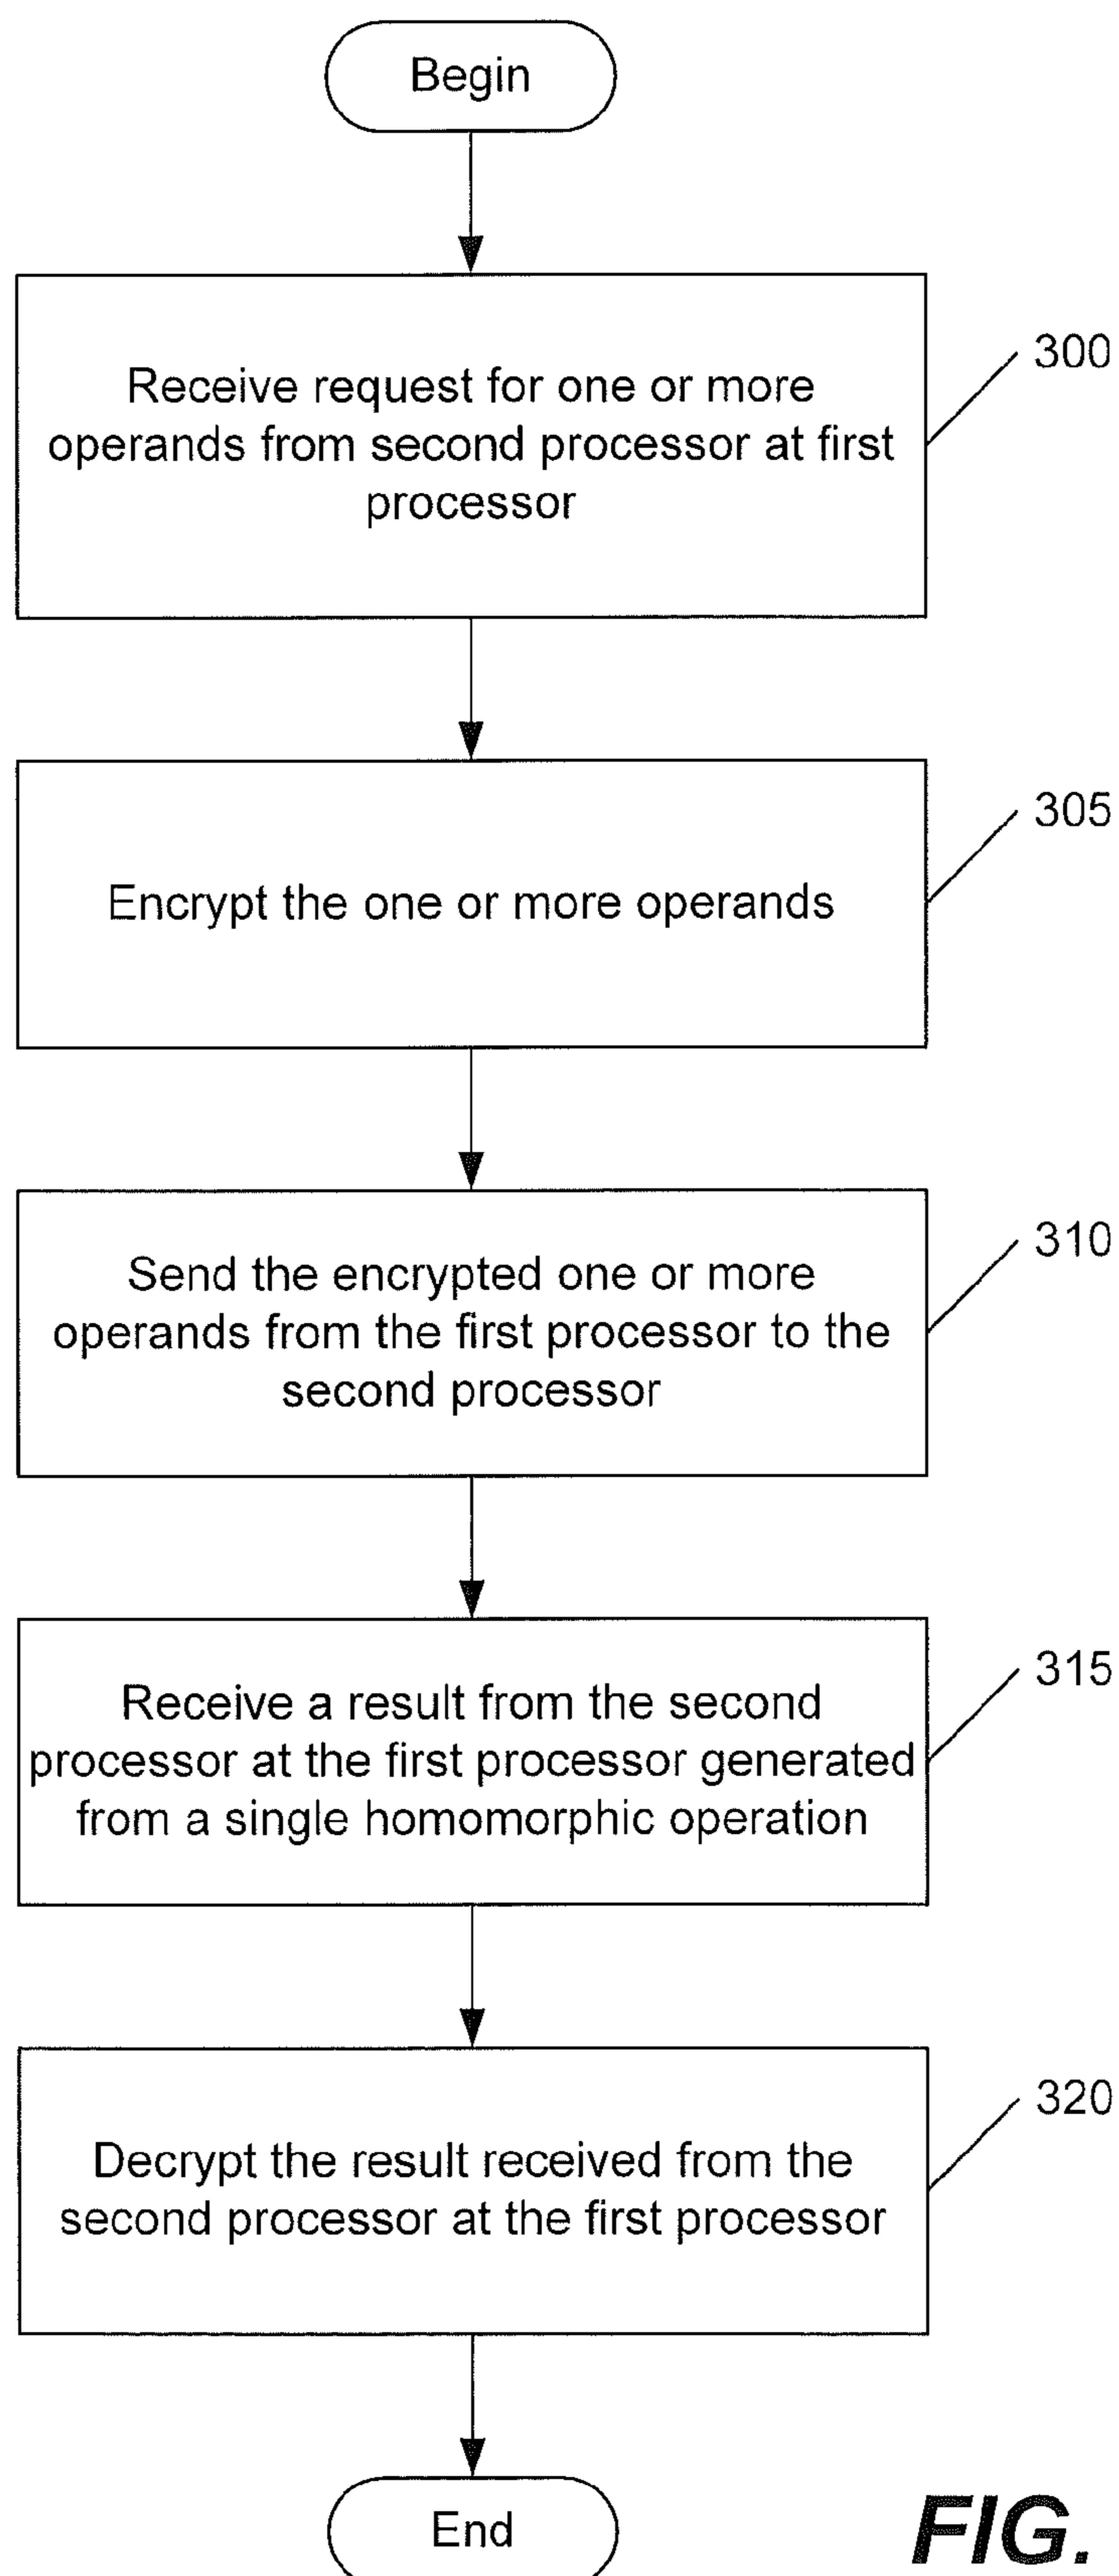 Begin
Receive request for one or more
operands from second processor at first
processor
300
Encrypt the one or more operands
305
Send the encrypted one or more
operands from the first processor to the
second processor
310
Receive a result from the second
processor at the first processor generated
from a single homomorphic operation
315
Decrypt the result received from the
second processor at the first processor
320
End
FIG.